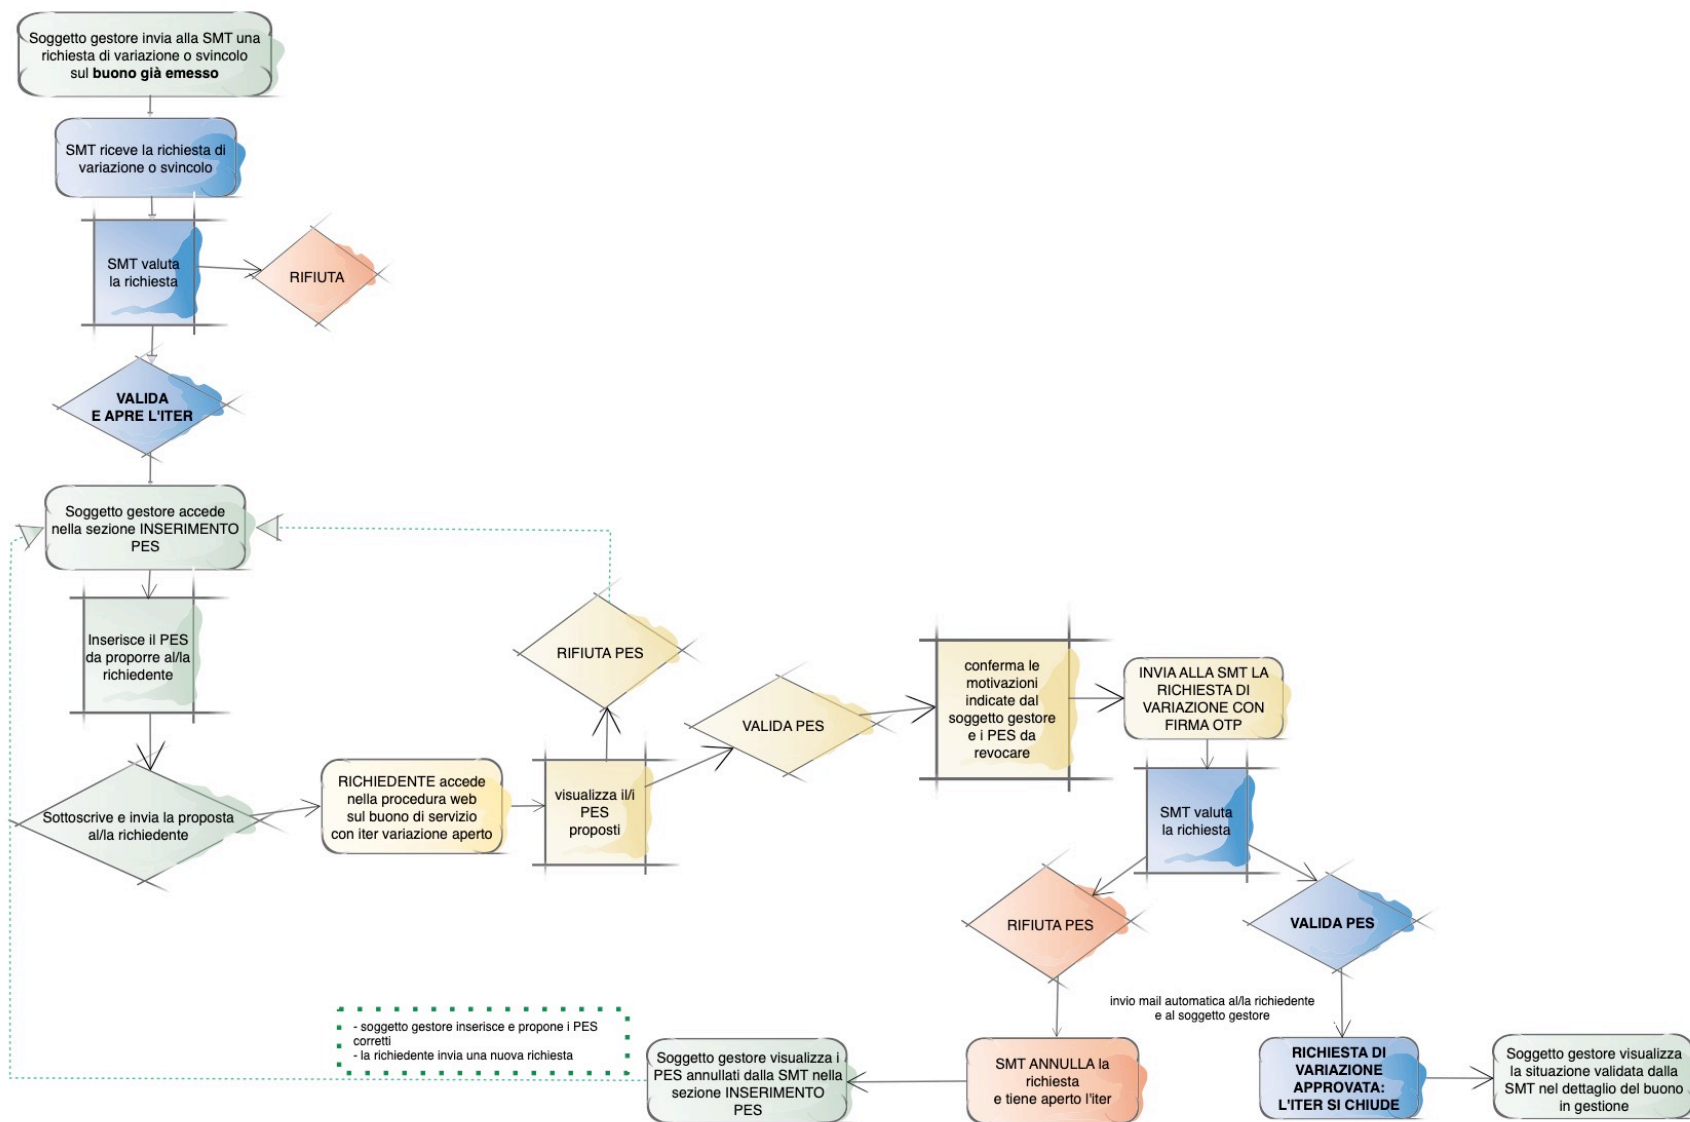 Soggetto gestore invia alla SMT una
richiesta di variazione o svincolo
sul buono già emesso
SMT riceve la richiesta di
variazione o svincolo
SMT valuta
la richiesta
RIFIUTA
VALIDA
E APRE L'ITER
Soggetto gestore accede
nella sezione INSERIMENTO
PES
Inserisce il PES
da proporre al/la
richiedente
Sottoscrive e invia la proposta
al/la richiedente
RICHIEDENTE accede
nella procedura web
sul buono di servizio
con iter variazione aperto
visualizza il/i
PES
proposti
RIFIUTA PES
VALIDA PES
conferma le
motivazioni
indicate dal
soggetto gestore
e i PES da
revocare
INVIA ALLA SMT LA
RICHIESTA DI
VARIAZIONE CON
FIRMA OTP
SMT valuta
la richiesta
RIFIUTA PES
VALIDA PES
invio mail automatica al/la richiedente
e al soggetto gestore
SMT ANNULLA la
richiesta
e tiene aperto l'iter
Soggetto gestore visualizza i
PES annullati dalla SMT nella
sezione INSERIMENTO
PES
- soggetto gestore inserisce e propone i PES
corretti
- la richiedente invia una nuova richiesta
RICHIESTA DI
VARIAZIONE
APPROVATA:
L'ITER SI CHIUDE
Soggetto gestore visualizza
la situazione validata dalla
SMT nel dettaglio del buono
in gestione